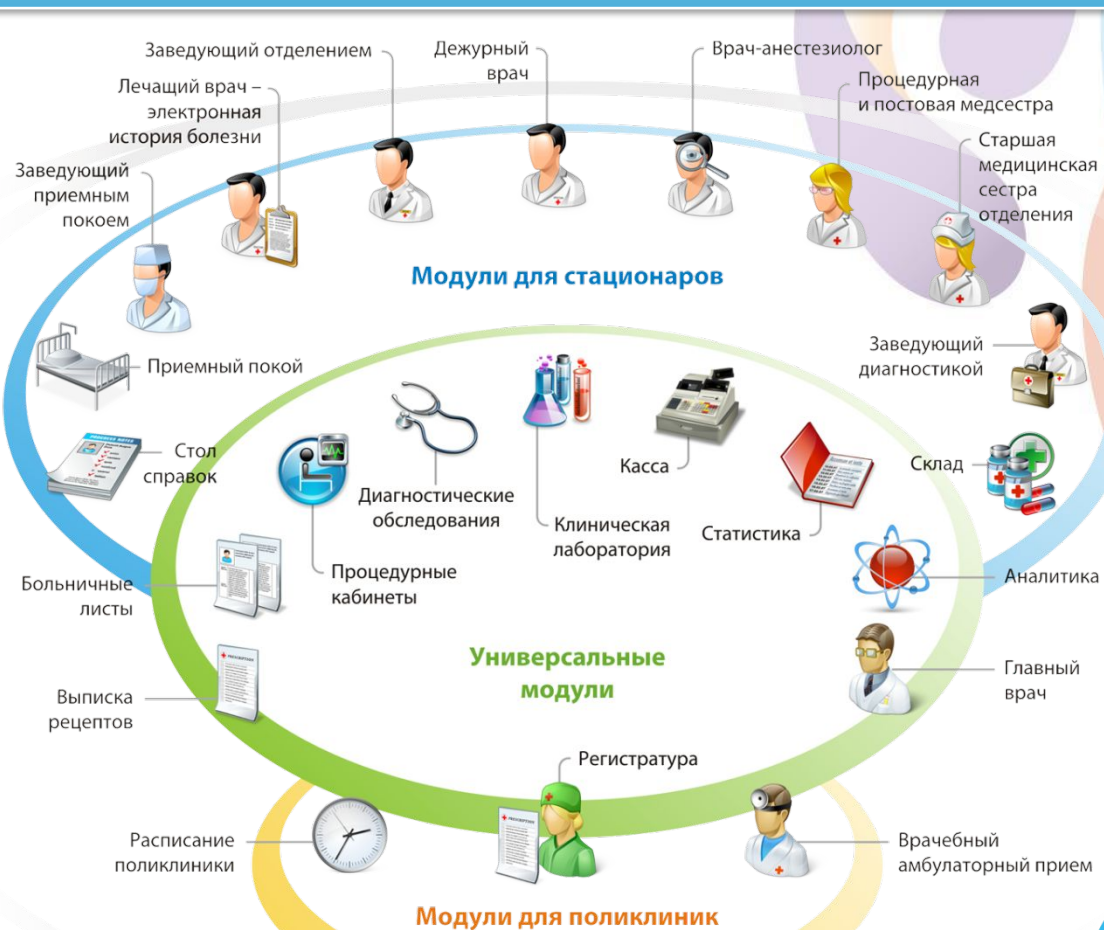 Заведующий отделением
Дежурный
врач
Врач-анестезиолог
Лечащий врач –
электронная
история болезни
Процедурная
и постовая медсестра
Заведующий
приемным
покоем
Старшая
медицинская
сестра
отделения
Модули для стационаров
Приемный покой
Заведующий
диагностикой
Стол
справок
Диагностические
обследования
Клиническая
лаборатория
Касса
Статистика
Склад
Больничные
листы
Процедурные
кабинеты
Аналитика
Универсальные
модули
Выписка
рецептов
Главный
врач
Регистратура
Расписание
поликлиники
Врачебный
амбулаторный прием
Модули для поликлиник